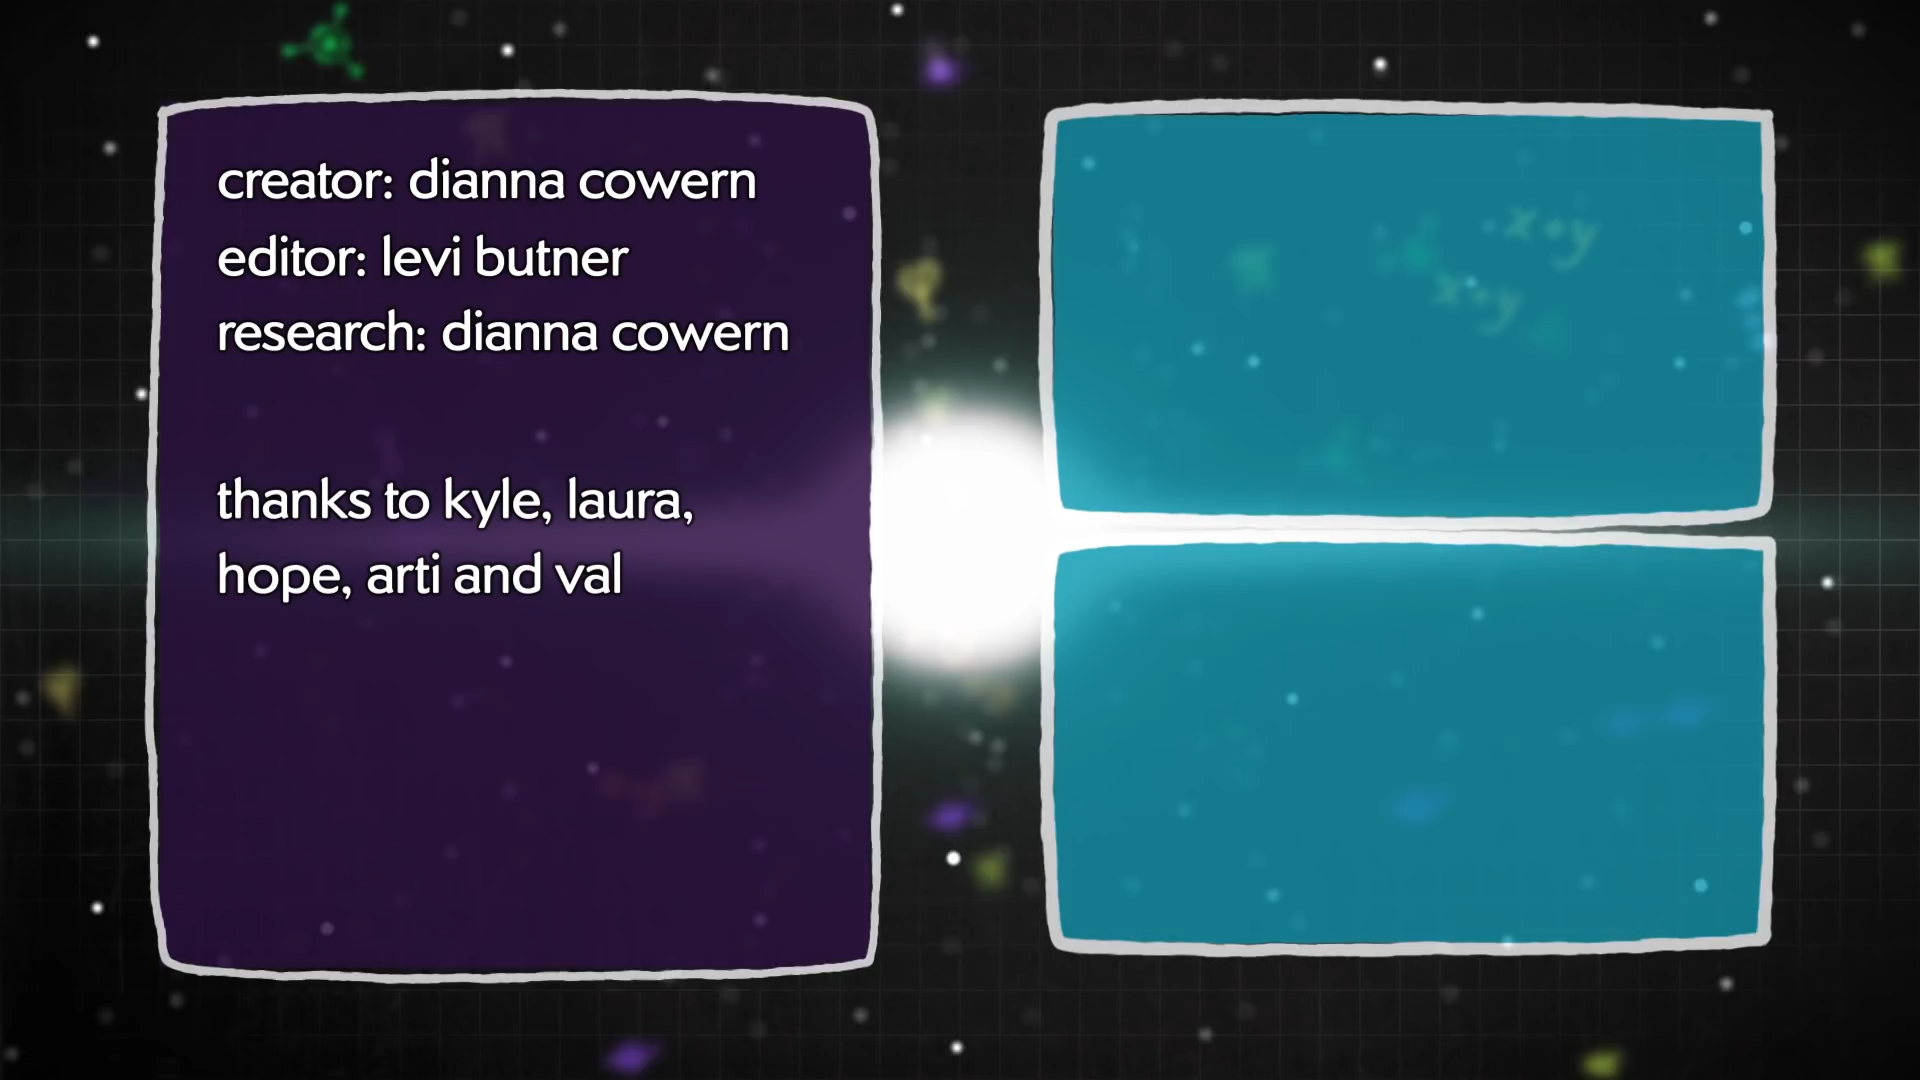 creator: dianna cowern
editor: levi butner
research: dianna cowern
thanks to kyle, laura,
hope, arti and val
x+y
x+y